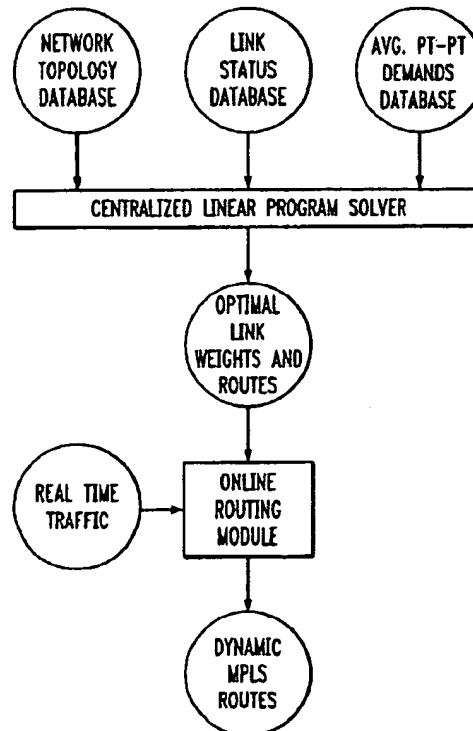 NETWORK
TOPOLOGY
DATABASE
LINK
STATUS
DATABASE
AVG. PT-PT
DEMANDS
DATABASE
CENTRALIZED LINEAR PROGRAM SOLVER
OPTIMAL
LINK
WEIGHTS AND
ROUTES
REAL TIME
TRAFFIC
ONLINE
ROUTING
MODULE
DYNAMIC
MPLS
ROUTES